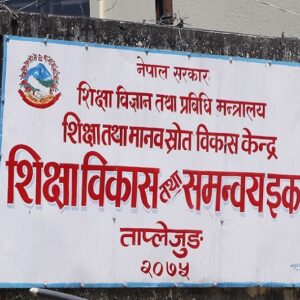 नेपाल सरकार
शिक्षा विज्ञान तथा प्रविधि मन्त्रालय
शिक्षा तथा मानव स्रोत विकास केन्द्र
शिक्षा विकास तथा समन्वय इका
ताप्लेजुङ
२०७५